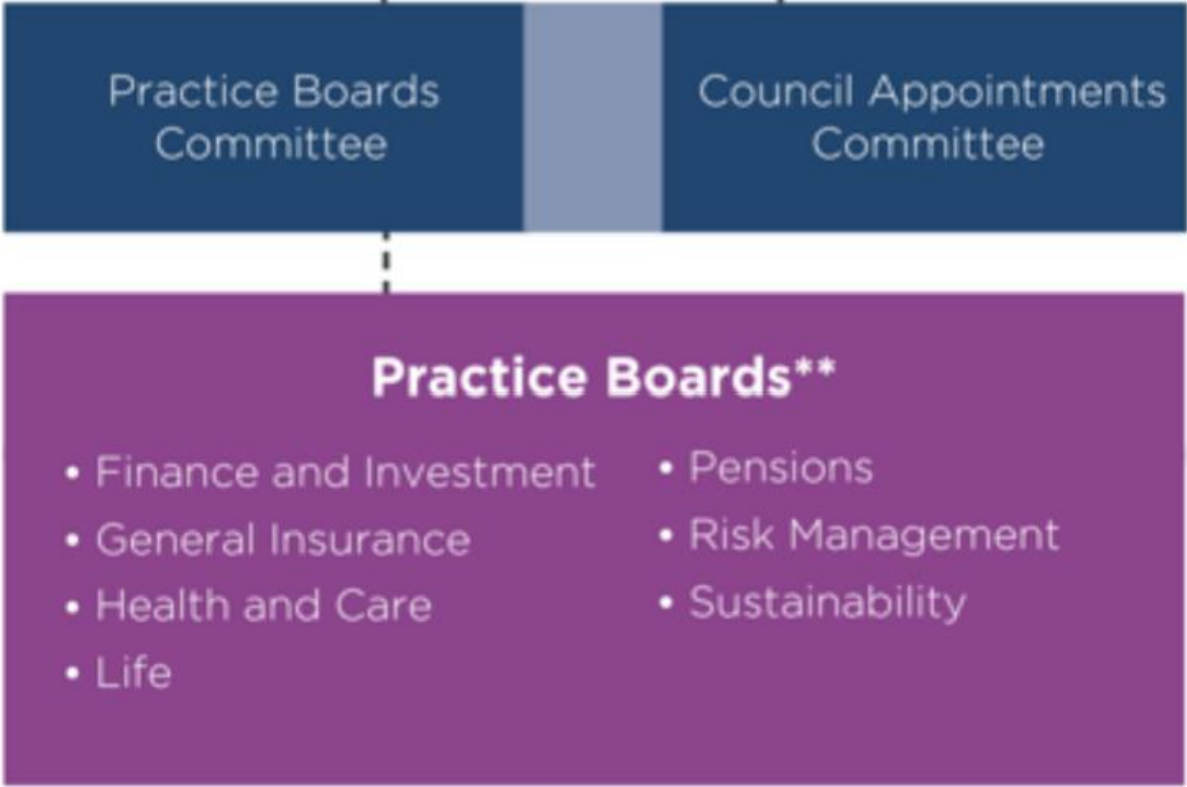 Practice Boards
Committee
Council Appointments
Committee
Practice Boards**
• Finance and Investment
• General Insurance
• Health and Care
• Life
• Pensions
• Risk Management
• Sustainability